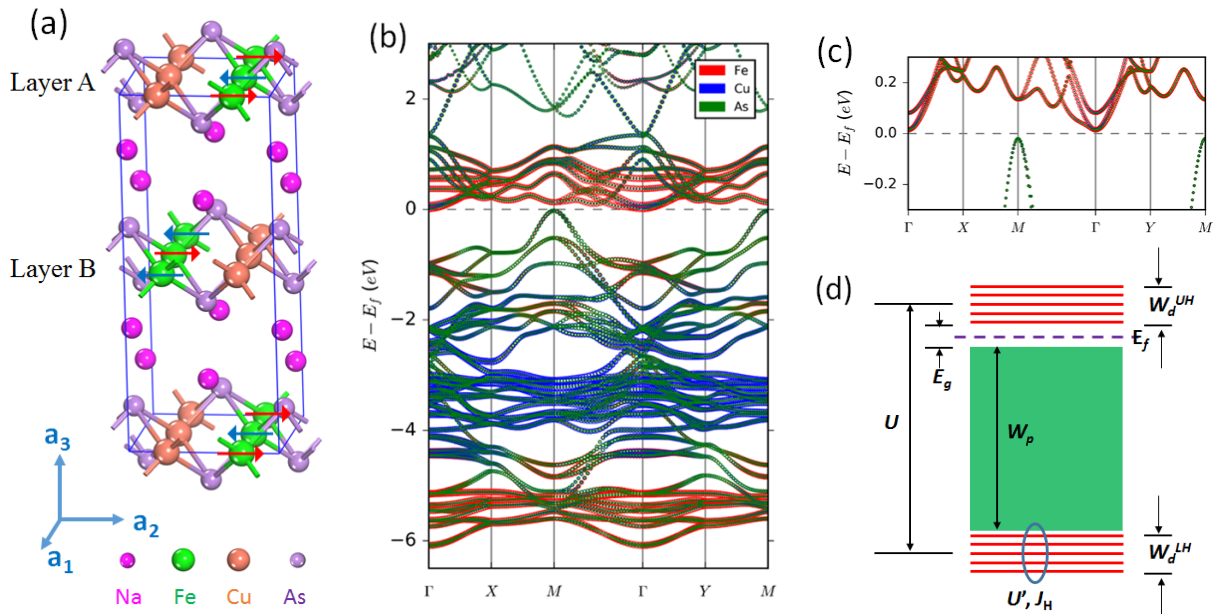 (a)
Layer A
Layer B
a3
a2
a1
Na Fe Cu As
(b)
E − Ef (eV)
2
0
−2
−4
−6
Fe
Cu
As
Γ X M Γ Y M
(c)
E − Ef (eV)
0.2
0.0
−0.2
Γ X M Γ Y M
(d)
Wd^UH
Ef
Eg
U
Wp
Wd^LH
U', JH